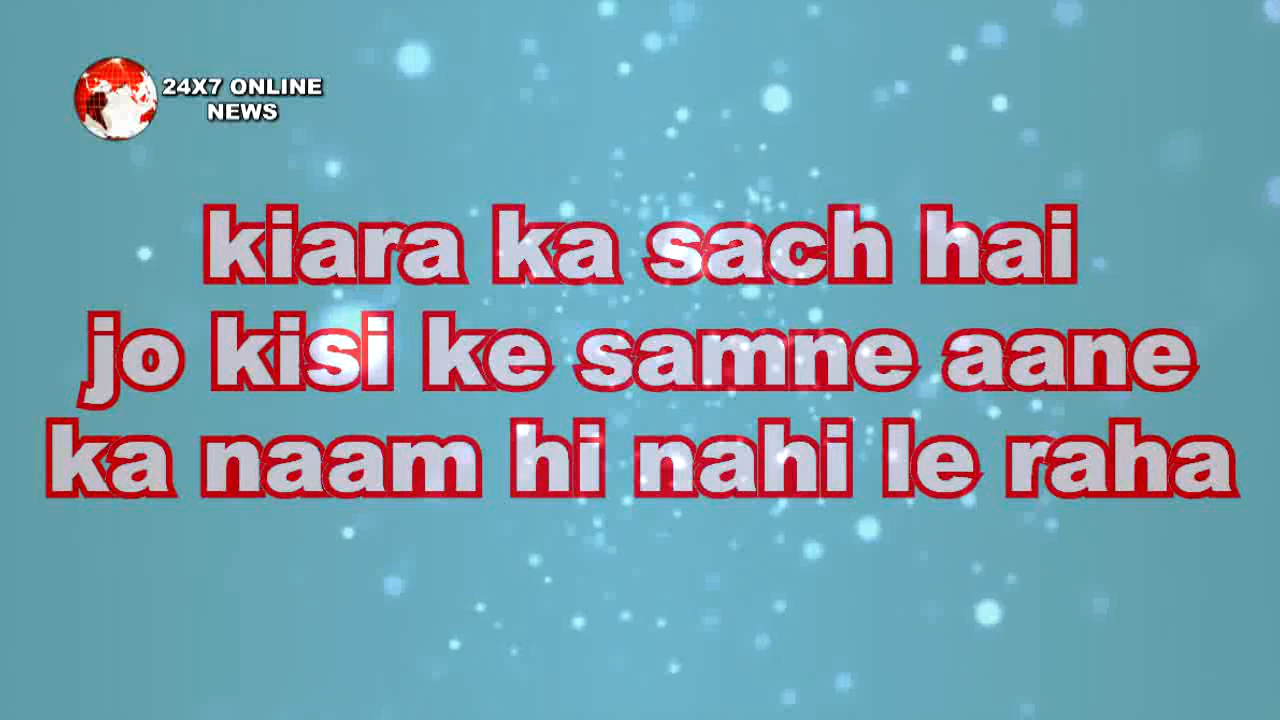 24X7 ONLINE
NEWS
kiara ka sach hai
jo kisi ke samne aane
ka naam hi nahi le raha